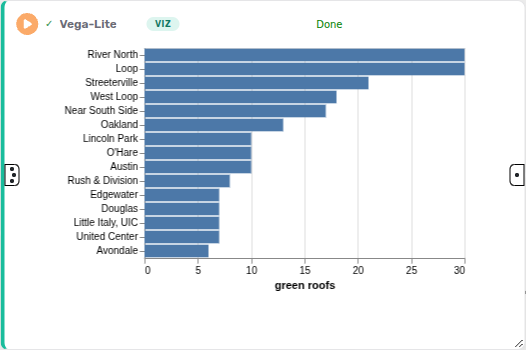 ✓ Vega-Lite VIZ Done
River North
Loop
Streeterville
West Loop
Near South Side
Oakland
Lincoln Park
O'Hare
Austin
Rush & Division
Edgewater
Douglas
Little Italy, UIC
United Center
Avondale
0 5 10 15 20 25 30
green roofs